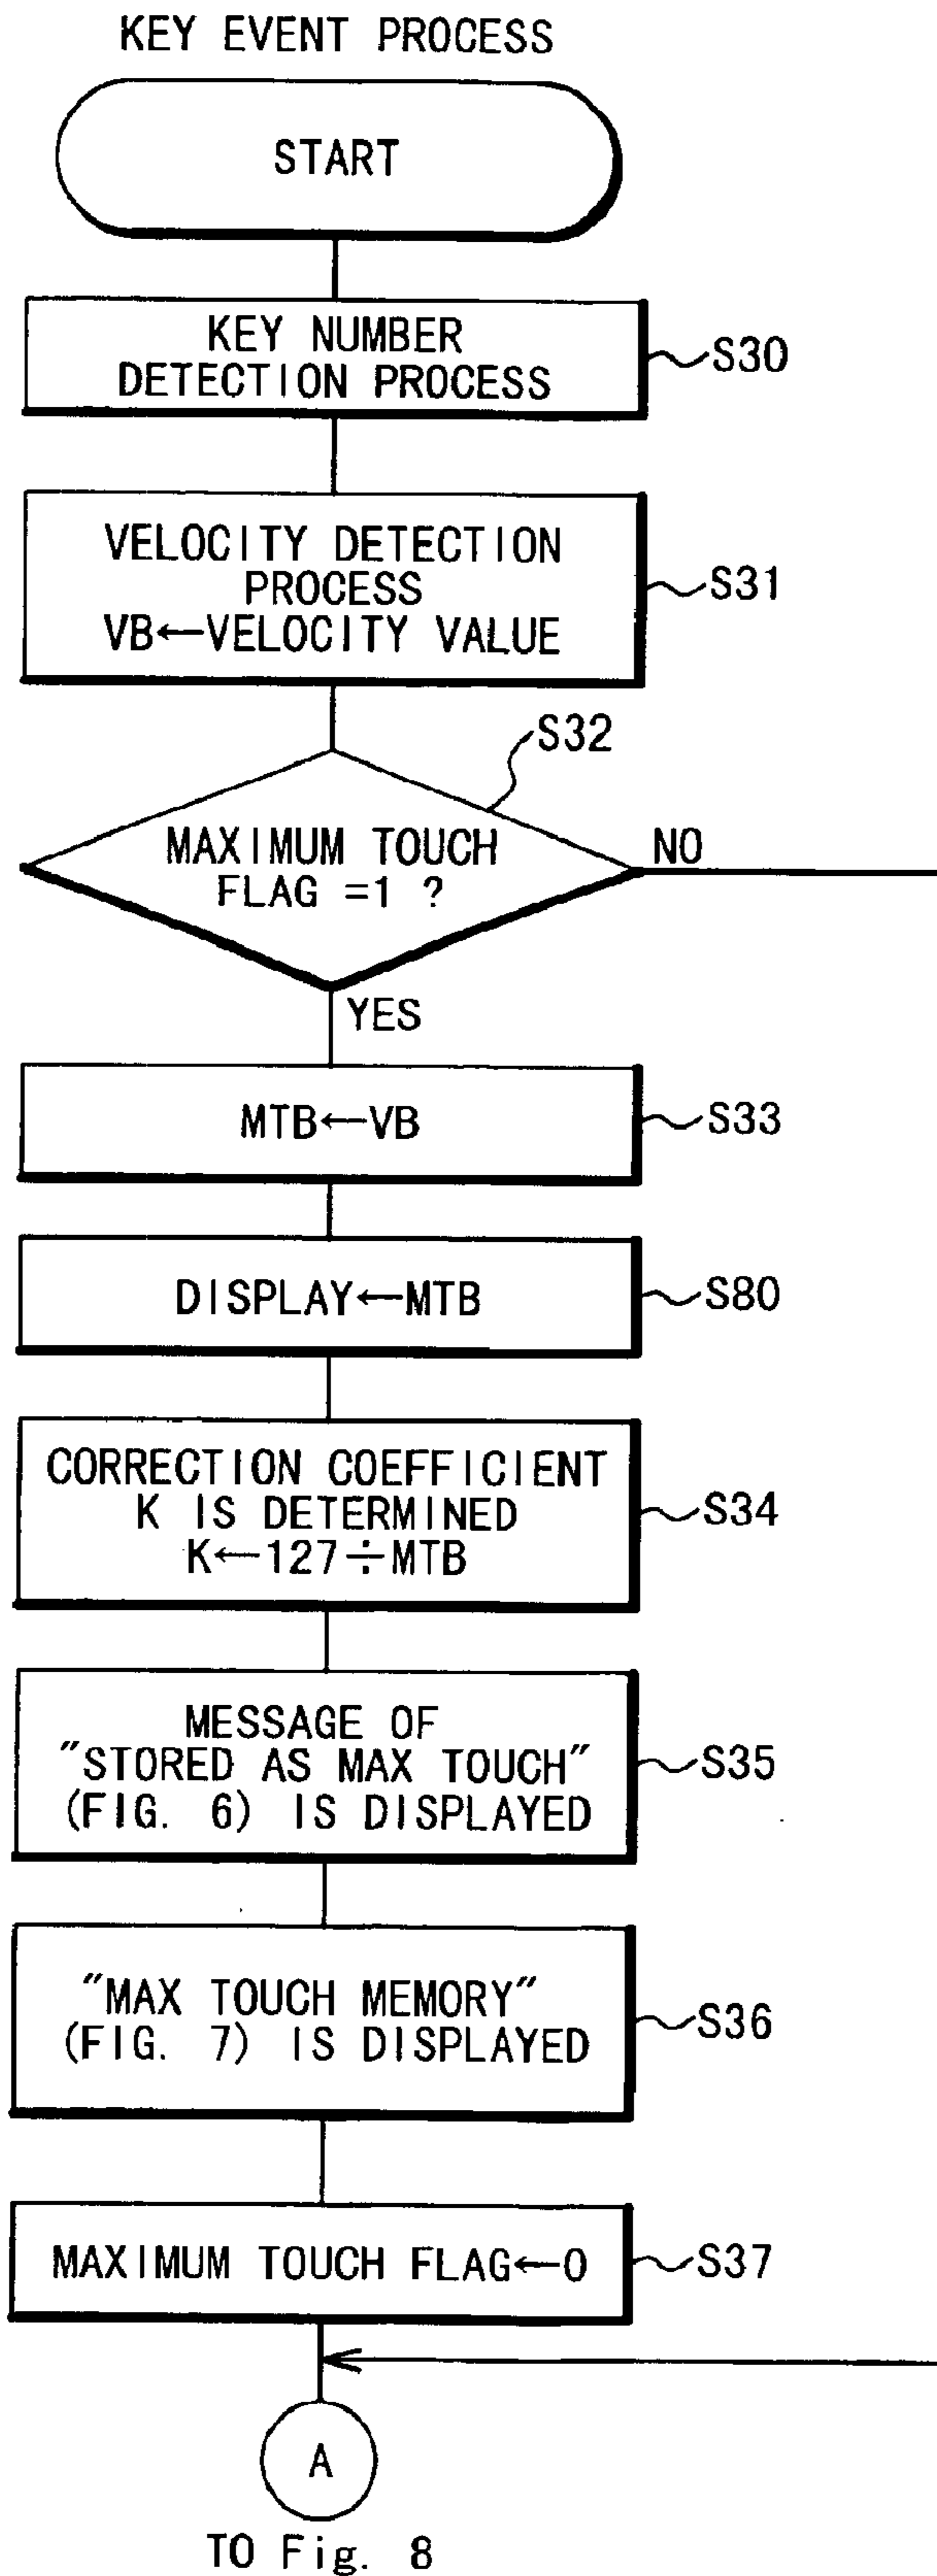 KEY EVENT PROCESS
START
KEY NUMBER
DETECTION PROCESS
S30
VELOCITY DETECTION
PROCESS
VB←VELOCITY VALUE
S31
S32
MAXIMUM TOUCH
FLAG =1 ?
NO
YES
MTB←VB
S33
DISPLAY←MTB
S80
CORRECTION COEFFICIENT
K IS DETERMINED
K←127÷MTB
S34
MESSAGE OF
"STORED AS MAX TOUCH"
(FIG. 6) IS DISPLAYED
S35
"MAX TOUCH MEMORY"
(FIG. 7) IS DISPLAYED
S36
MAXIMUM TOUCH FLAG←0
S37
A
TO Fig. 8